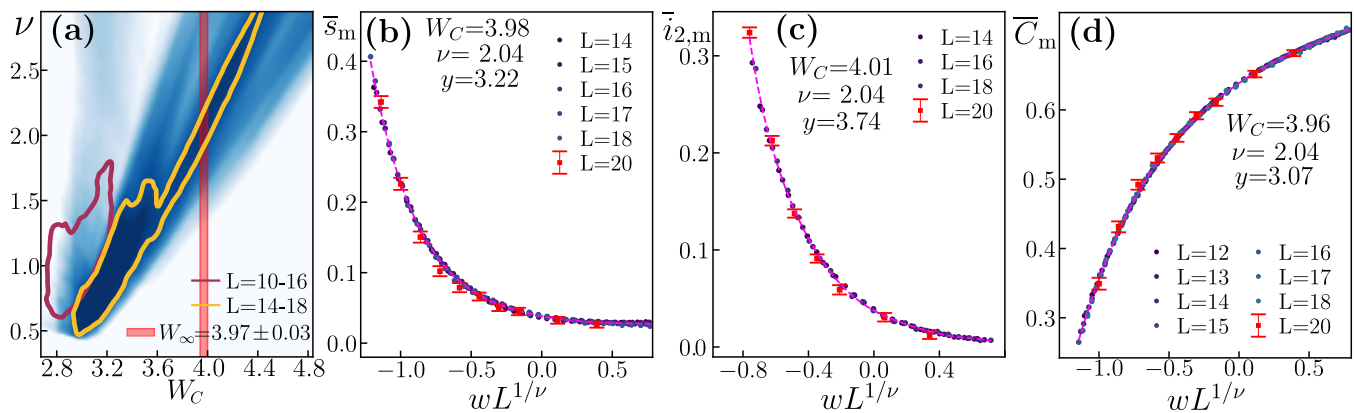 ν
(a)
2.5
2.0
1.5
1.0
0.5
L=10-16
L=14-18
W∞=3.97±0.03
2.8 3.2 3.6 4.0 4.4 4.8
W_C
s̄_m
(b)
W_C=3.98
ν= 2.04
y=3.22
L=14
L=15
L=16
L=17
L=18
L=20
0.4
0.3
0.2
0.1
0.0
−1.0 −0.5 0.0 0.5
wL^{1/ν}
i̅_{2,m}
(c)
W_C=4.01
ν= 2.04
y=3.74
L=14
L=16
L=18
L=20
0.3
0.2
0.1
0.0
−0.8 −0.4 0.0 0.4
wL^{1/ν}
C̅_m
(d)
W_C=3.96
ν= 2.04
y=3.07
L=12 L=16
L=13 L=17
L=14 L=18
L=15 L=20
0.6
0.5
0.4
0.3
−1.0 −0.5 0.0 0.5
wL^{1/ν}